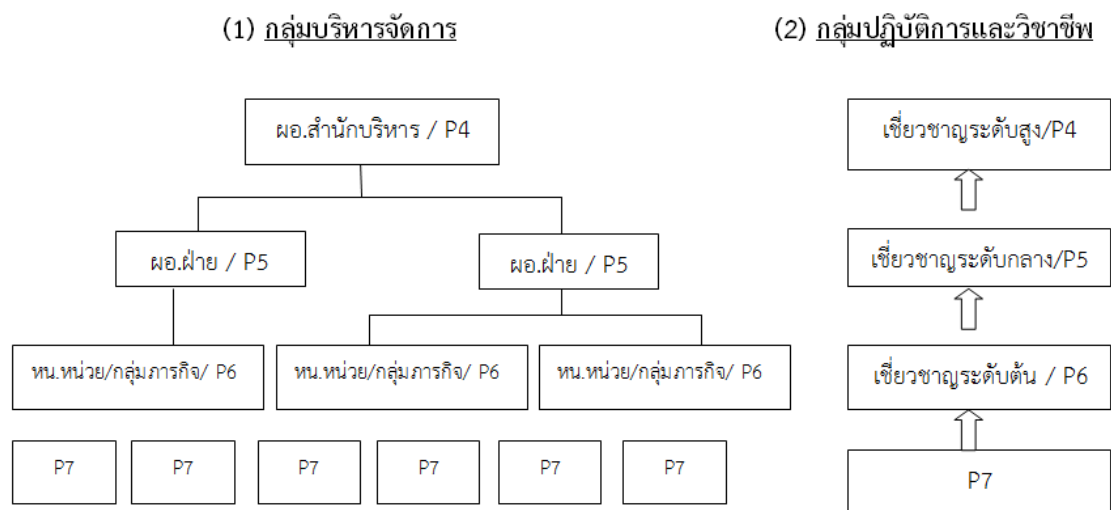 (1) กลุ่มบริหารจัดการ
(2) กลุ่มปฏิบัติการและวิชาชีพ
ผอ.สำนักบริหาร / P4
เชี่ยวชาญระดับสูง/P4
ผอ.ฝ่าย / P5
ผอ.ฝ่าย / P5
เชี่ยวชาญระดับกลาง/P5
หน.หน่วย/กลุ่มภารกิจ/ P6
หน.หน่วย/กลุ่มภารกิจ/ P6
หน.หน่วย/กลุ่มภารกิจ/ P6
เชี่ยวชาญระดับต้น / P6
P7
P7
P7
P7
P7
P7
P7